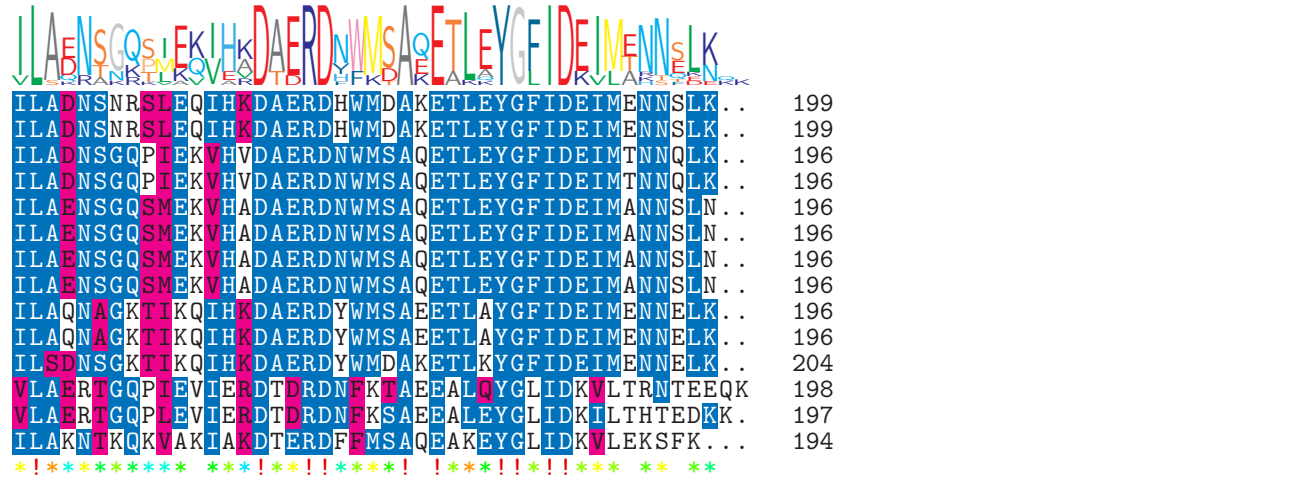 ILAENSGQSIEKIHKDAERDNWMSAQETLEYGFIDEIMENNSLK
ILADNSNRSLEQIHKDAERDHWMDAKETLEYGFIDEIMENNSLK.. 199
ILADNSNRSLEQIHKDAERDHWMDAKETLEYGFIDEIMENNSLK.. 199
ILADNSGQPIEKVHVDAERDNWMSAQETLEYGFIDEIMTNNQLK.. 196
ILADNSGQPIEKVHVDAERDNWMSAQETLEYGFIDEIMTNNQLK.. 196
ILAENSGQSMEKVHADAERDNWMSAQETLEYGFIDEIMANNSLN.. 196
ILAENSGQSMEKVHADAERDNWMSAQETLEYGFIDEIMANNSLN.. 196
ILAENSGQSMEKVHADAERDNWMSAQETLEYGFIDEIMANNSLN.. 196
ILAENSGQSMEKVHADAERDNWMSAQETLEYGFIDEIMANNSLN.. 196
ILAQNAGKTIKQIHKDAERDYWMSAEETLAYGFIDEIMENNELK.. 196
ILAQNAGKTIKQIHKDAERDYWMSAEETLAYGFIDEIMENNELK.. 196
ILSDNSGKTIKQIHKDAERDYWMDAKETLKYGFIDEIMENNELK.. 204
VLAERTGQPIEVIERDTDRDNFKTAEEALQYGLIDKVLTRNTEEQK 198
VLAERTGQPLEVIERDTDRDNFKSAEEALEYGLIDKILTHTEDKK. 197
ILAKNTKQKVAKIAKDTERDFFMSAQEAKEYGLIDKVLEKSFK... 194
*!********* ***!**!!****! !***!!*!!*** ** **